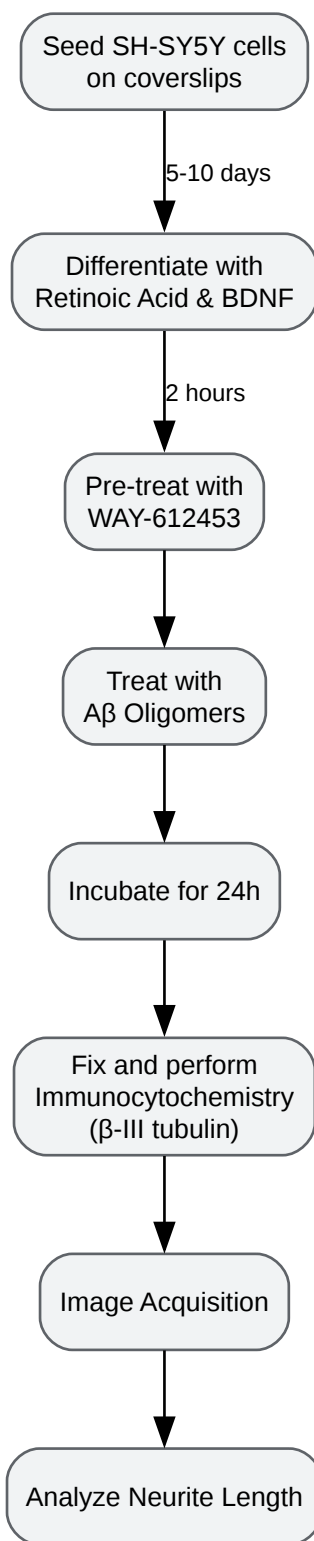 Seed SH-SY5Y cells
on coverslips
5-10 days
Differentiate with
Retinoic Acid & BDNF
2 hours
Pre-treat with
WAY-612453
Treat with
Aβ Oligomers
Incubate for 24h
Fix and perform
Immunocytochemistry
(β-III tubulin)
Image Acquisition
Analyze Neurite Length